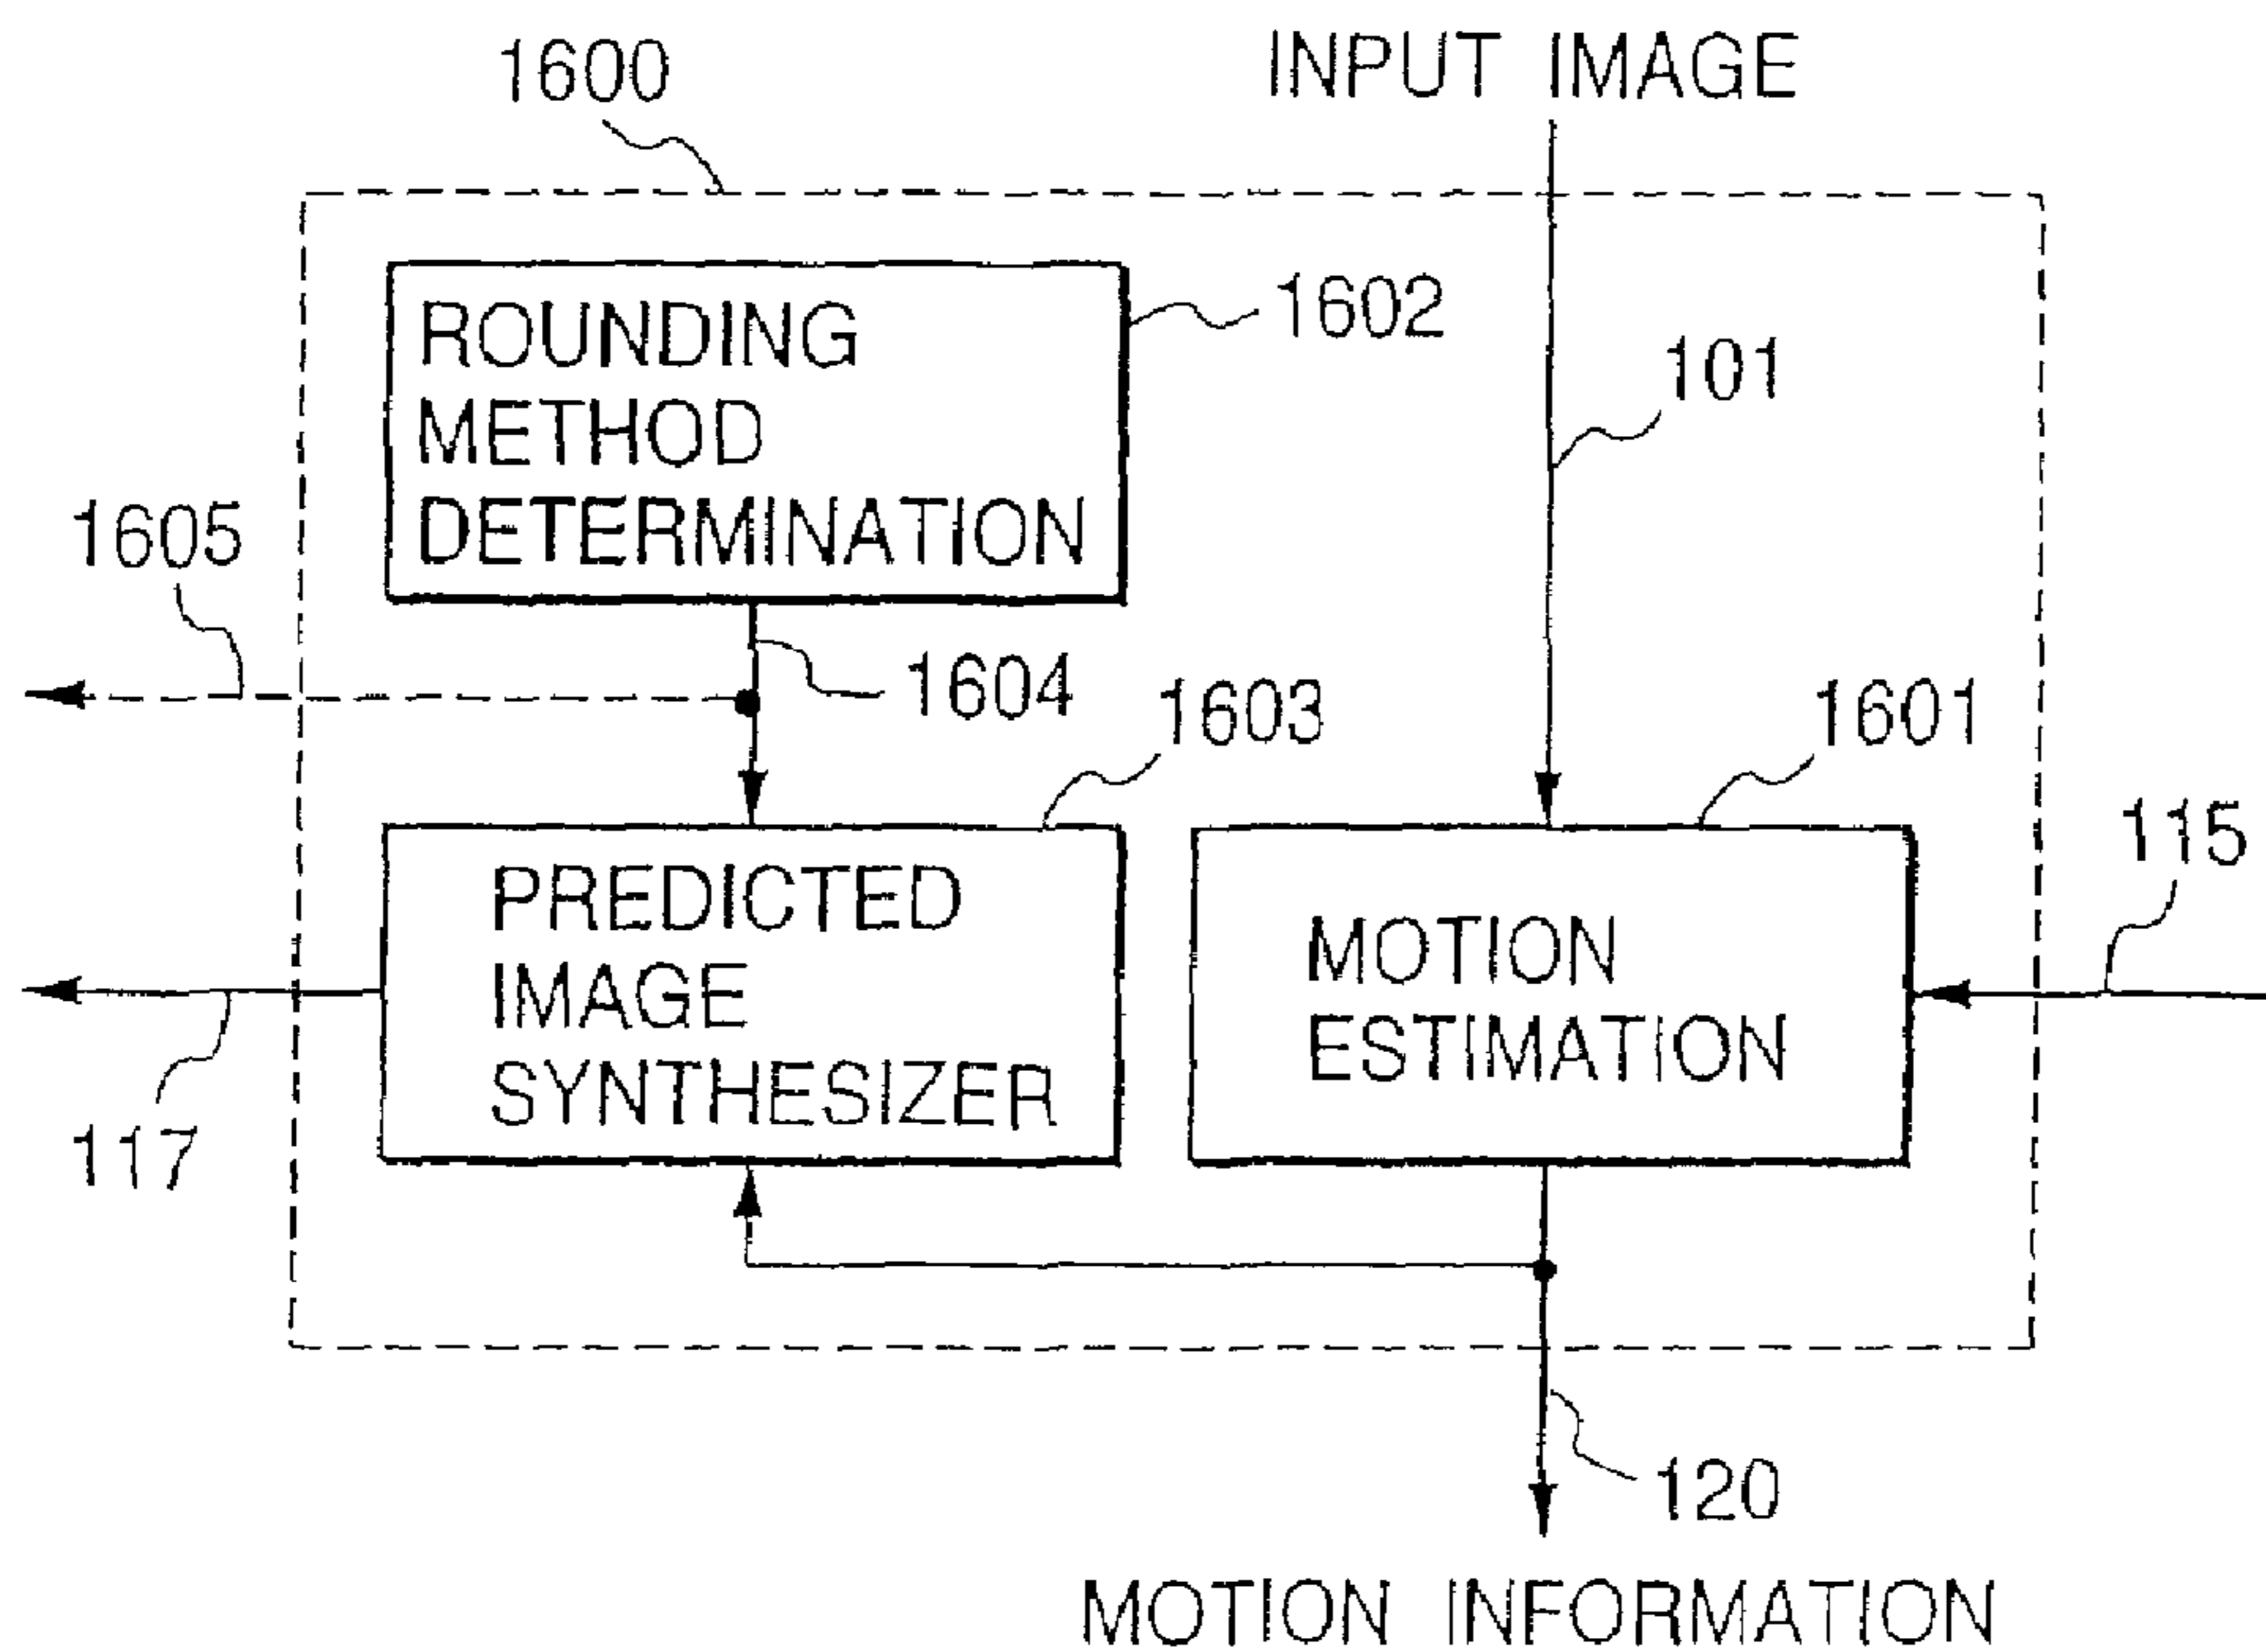 1600
INPUT IMAGE
ROUNDING
METHOD
DETERMINATION
1602
101
1605
1604
1603
1601
115
PREDICTED
IMAGE
SYNTHESIZER
MOTION
ESTIMATION
117
120
MOTION INFORMATION